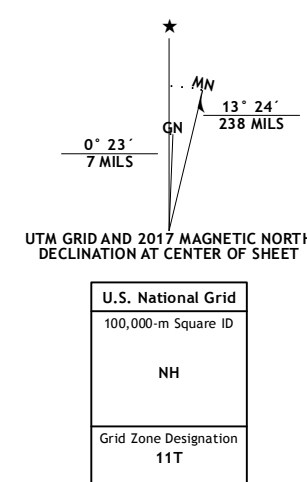 MN
GN
13° 24´
238 MILS
0° 23´
7 MILS
UTM GRID AND 2017 MAGNETIC NORTH
DECLINATION AT CENTER OF SHEET
U.S. National Grid
100,000-m Square ID
NH
Grid Zone Designation
11T